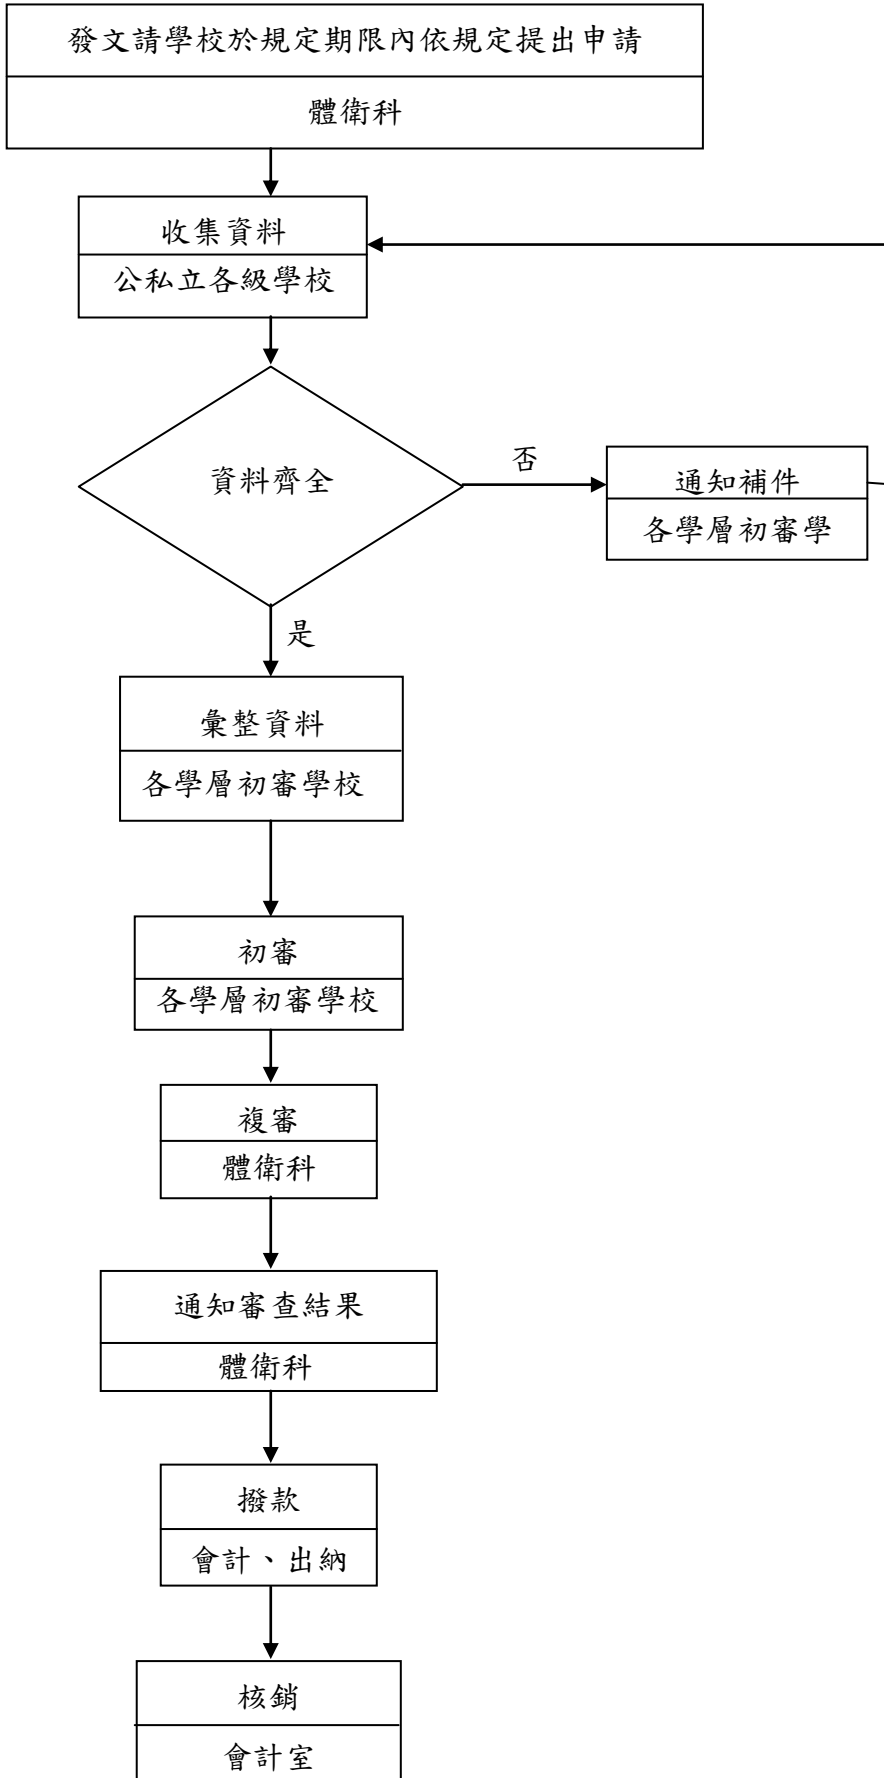 發文請學校於規定期限內依規定提出申請
體衛科
收集資料
公私立各級學校
資料齊全
否
通知補件
各學層初審學
是
彙整資料
各學層初審學校
初審
各學層初審學校
複審
體衛科
通知審查結果
體衛科
撥款
會計、出納
核銷
會計室